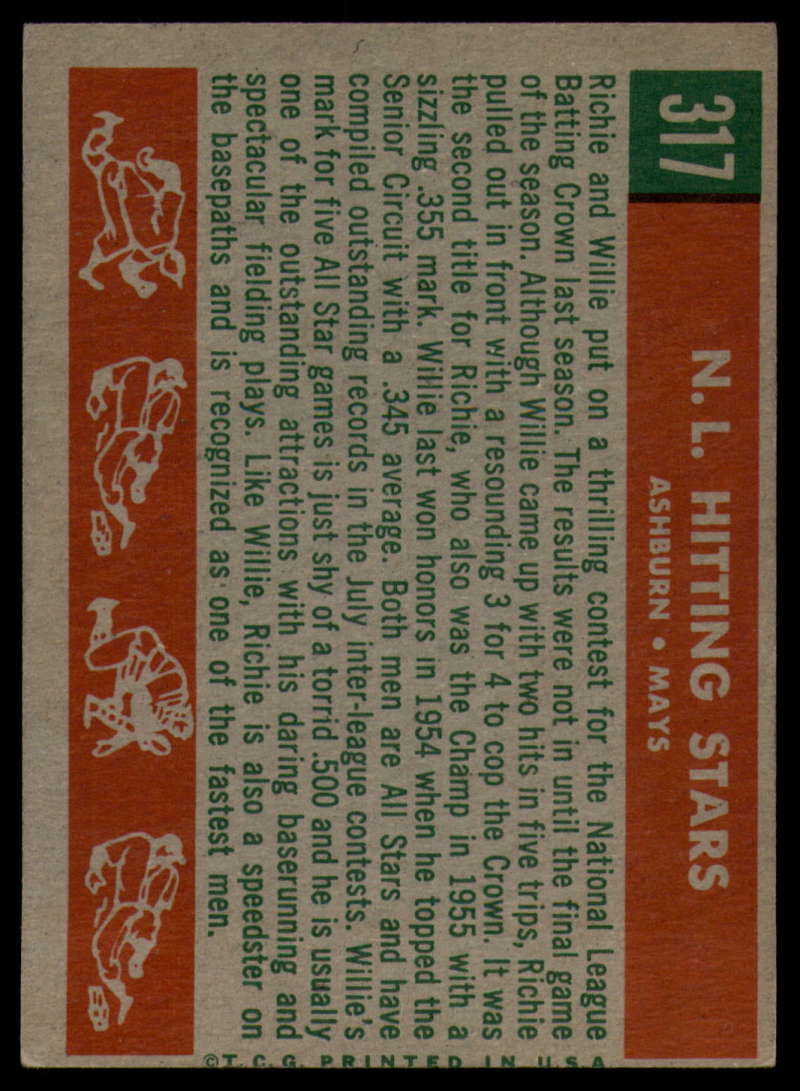 317
N. L. HITTING STARS
ASHBURN • MAYS
Richie and Willie put on a thrilling contest for the National League
Batting Crown last season. The results were not in until the final game
of the season. Although Willie came up with two hits in five trips, Richie
pulled out in front with a resounding 3 for 4 to cop the Crown. It was
the second title for Richie, who also was the Champ in 1955 with a
sizzling .355 mark. Willie last won honors in 1954 when he topped the
Senior Circuit with a .345 average. Both men are All Stars and have
compiled outstanding records in the July inter-league contests. Willie's
mark for five All Star games is just shy of a torrid .500 and he is usually
one of the outstanding attractions with his daring baserunning and
spectacular fielding plays. Like Willie, Richie is also a speedster on
the basepaths and is recognized as one of the fastest men.
©T. C. G. PRINTED IN U.S.A.